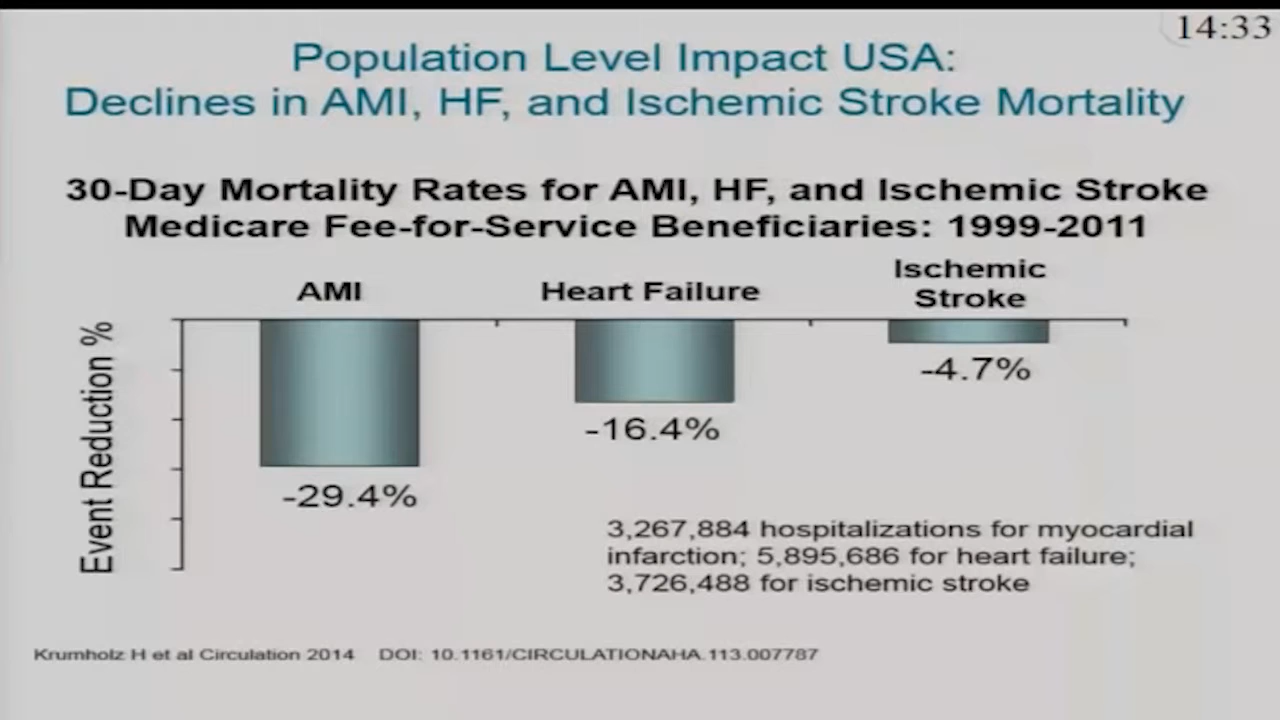 14:33
Population Level Impact USA:
Declines in AMI, HF, and Ischemic Stroke Mortality
30-Day Mortality Rates for AMI, HF, and Ischemic Stroke
Medicare Fee-for-Service Beneficiaries: 1999-2011
AMI
Heart Failure
Ischemic
Stroke
Event Reduction %
-29.4%
-16.4%
-4.7%
3,267,884 hospitalizations for myocardial
infarction; 5,895,686 for heart failure;
3,726,488 for ischemic stroke
Krumholz H et al Circulation 2014 DOI: 10.1161/CIRCULATIONAHA.113.007787